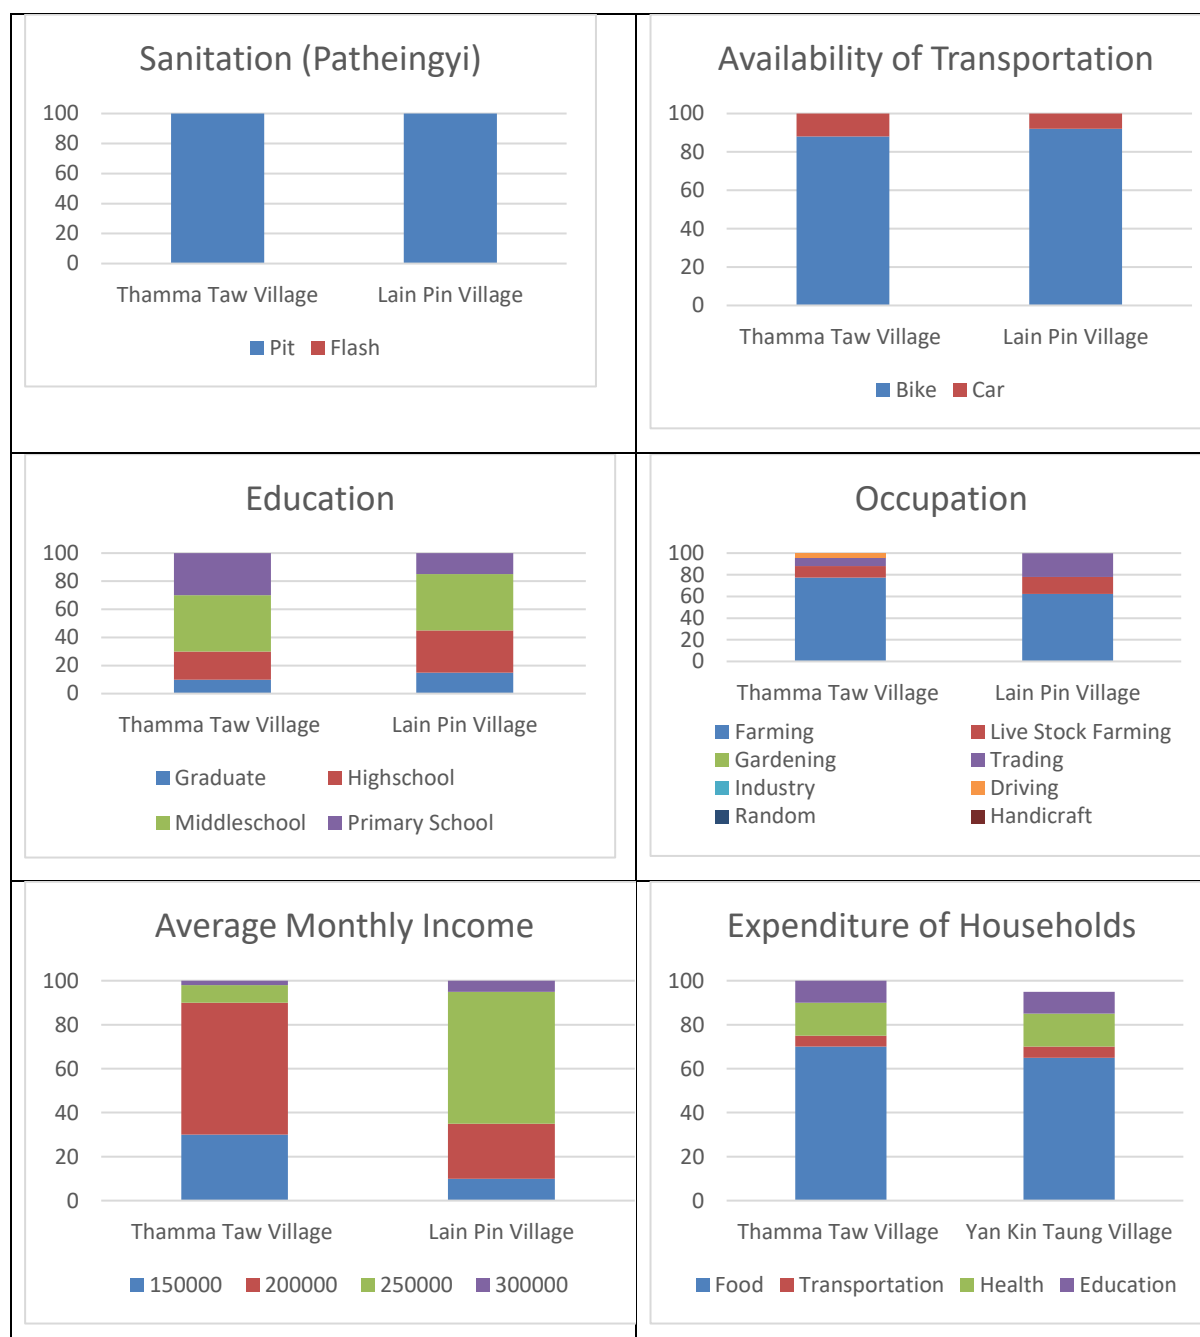 Sanitation (Patheingyi)
100
80
60
40
20
0
Thamma Taw Village Lain Pin Village
Pit Flash
Availability of Transportation
100
80
60
40
20
0
Thamma Taw Village Lain Pin Village
Bike Car
Education
100
80
60
40
20
0
Thamma Taw Village Lain Pin Village
Graduate Highschool
Middleschool Primary School
Occupation
100
80
60
40
20
0
Thamma Taw Village Lain Pin Village
Farming Live Stock Farming
Gardening Trading
Industry Driving
Random Handicraft
Average Monthly Income
100
80
60
40
20
0
Thamma Taw Village Lain Pin Village
150000 200000 250000 300000
Expenditure of Households
100
80
60
40
20
0
Thamma Taw Village Yan Kin Taung Village
Food Transportation Health Education